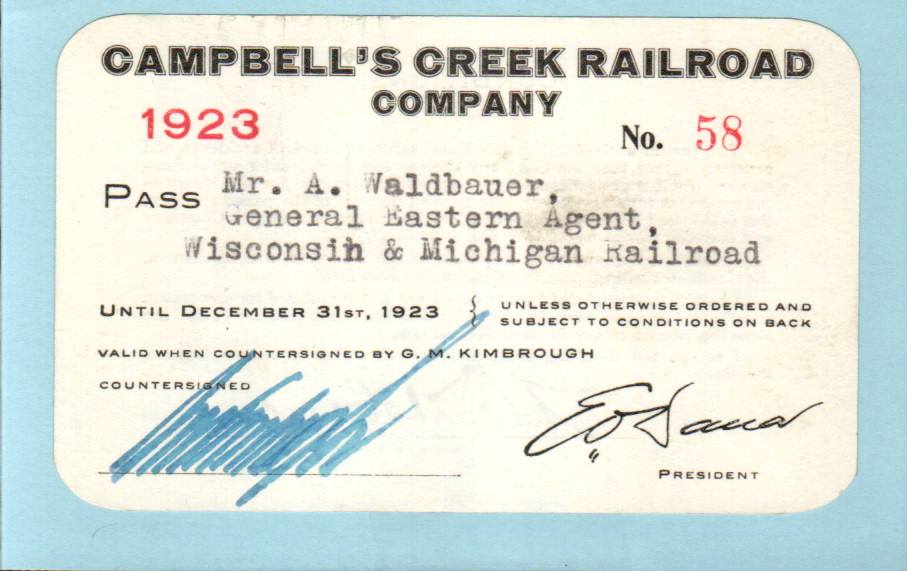 CAMPBELL'S CREEK RAILROAD
COMPANY
1923
No. 58
PASS Mr. A. Waldbauer,
General Eastern Agent,
Wisconsin & Michigan Railroad
UNTIL DECEMBER 31ST, 1923 } UNLESS OTHERWISE ORDERED AND
SUBJECT TO CONDITIONS ON BACK
VALID WHEN COUNTERSIGNED BY G. M. KIMBROUGH
COUNTERSIGNED
PRESIDENT